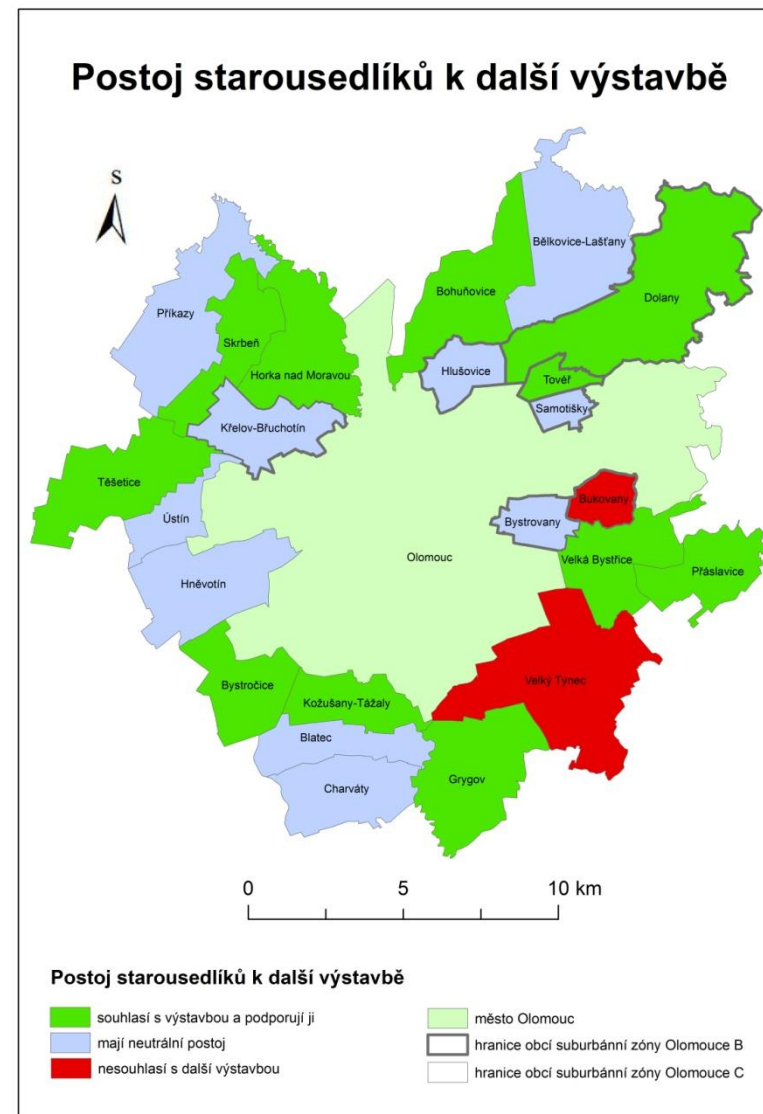 Postoj starousedlíků k další výstavbě
S
Bělkovice-Lašťany
Bohuňovice
Dolany
Příkazy
Skrbeň
Hlušovice
Horka nad Moravou
Tovéř
Samotišky
Křelov-Břuchotín
Těšetice
Bukovany
Ústín
Bystrovany
Olomouc
Velká Bystřice
Přáslavice
Hněvotín
Bystročice
Velký Týnec
Kožušany-Tážaly
Blatec
Grygov
Charváty
0 5 10 km
Postoj starousedlíků k další výstavbě
souhlasí s výstavbou a podporují ji
mají neutrální postoj
nesouhlasí s další výstavbou
město Olomouc
hranice obcí suburbánní zóny Olomouce B
hranice obcí suburbánní zóny Olomouce C